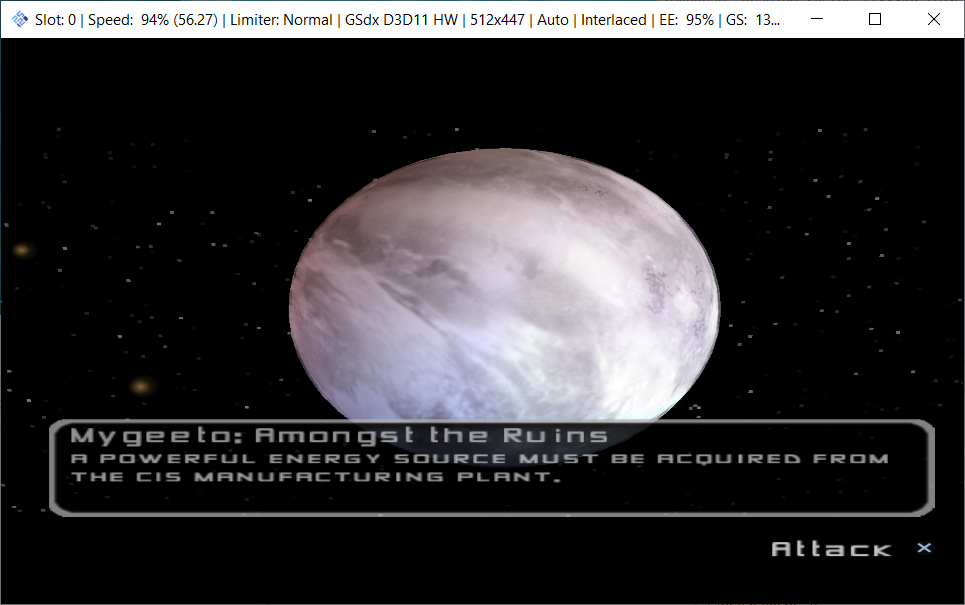 Slot: 0 | Speed: 94% (56.27) | Limiter: Normal | GSdx D3D11 HW | 512x447 | Auto | Interlaced | EE: 95% | GS: 13...
Mygeeto: Amongst the Ruins
A POWERFUL ENERGY SOURCE MUST BE ACQUIRED FROM
THE CIS MANUFACTURING PLANT.
Attack